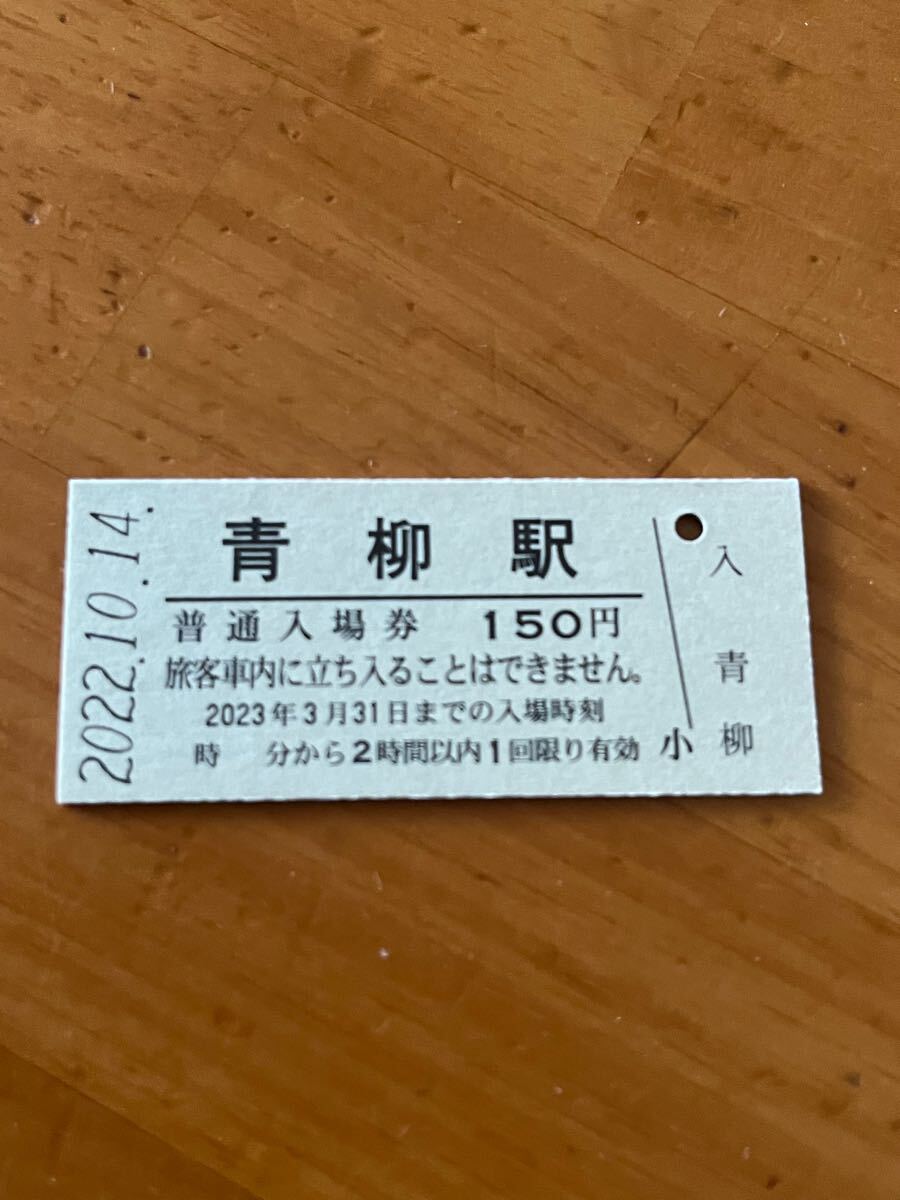 2022.10.14.
青柳駅
普通入場券 150円
旅客車内に立ち入ることはできません。
2023年3月31日までの入場時刻
時 分から2時間以内1回限り有効
小
入
青
柳